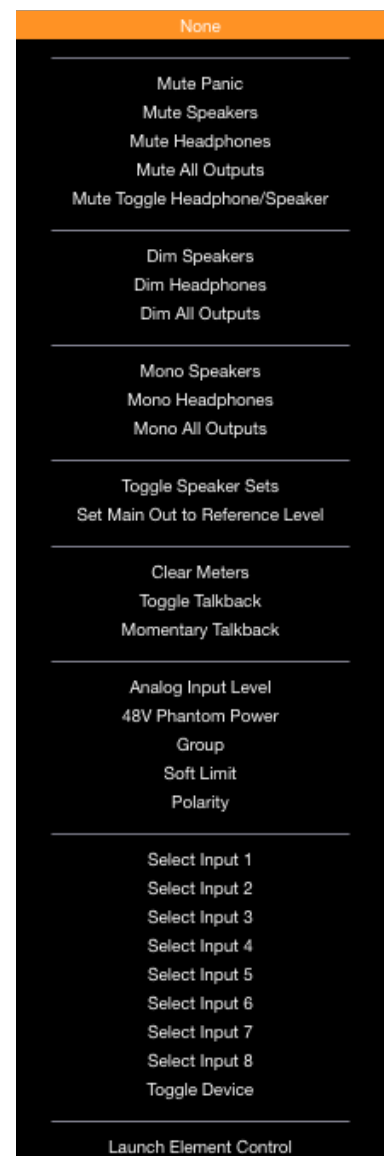 None
Mute Panic
Mute Speakers
Mute Headphones
Mute All Outputs
Mute Toggle Headphone/Speaker
Dim Speakers
Dim Headphones
Dim All Outputs
Mono Speakers
Mono Headphones
Mono All Outputs
Toggle Speaker Sets
Set Main Out to Reference Level
Clear Meters
Toggle Talkback
Momentary Talkback
Analog Input Level
48V Phantom Power
Group
Soft Limit
Polarity
Select Input 1
Select Input 2
Select Input 3
Select Input 4
Select Input 5
Select Input 6
Select Input 7
Select Input 8
Toggle Device
Launch Element Control